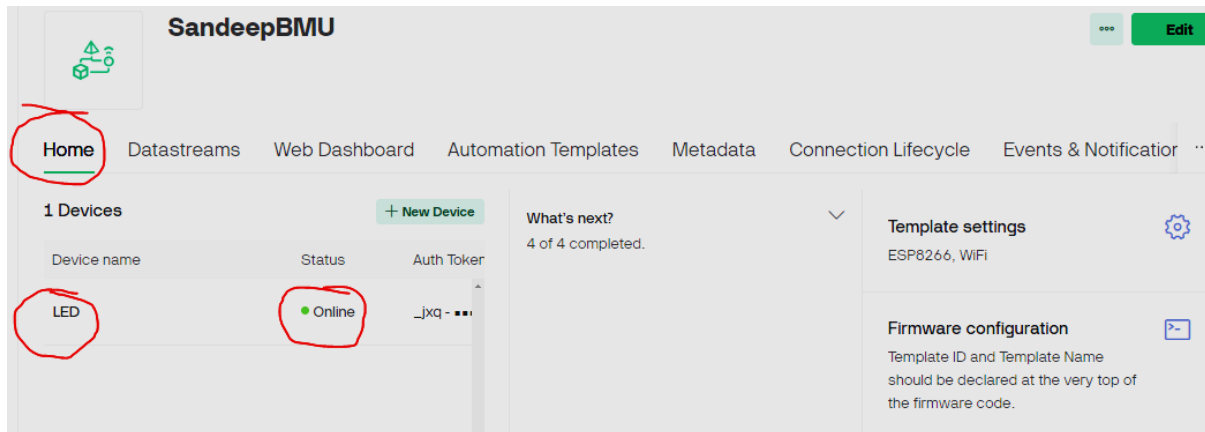 SandeepBMU
Edit
Home Datastreams Web Dashboard Automation Templates Metadata Connection Lifecycle Events & Notification
1 Devices
+ New Device
Device name Status Auth Token
LED Online _jxq - ▪▪▪
What's next?
4 of 4 completed.
Template settings
ESP8266, WiFi
Firmware configuration
Template ID and Template Name
should be declared at the very top of
the firmware code.